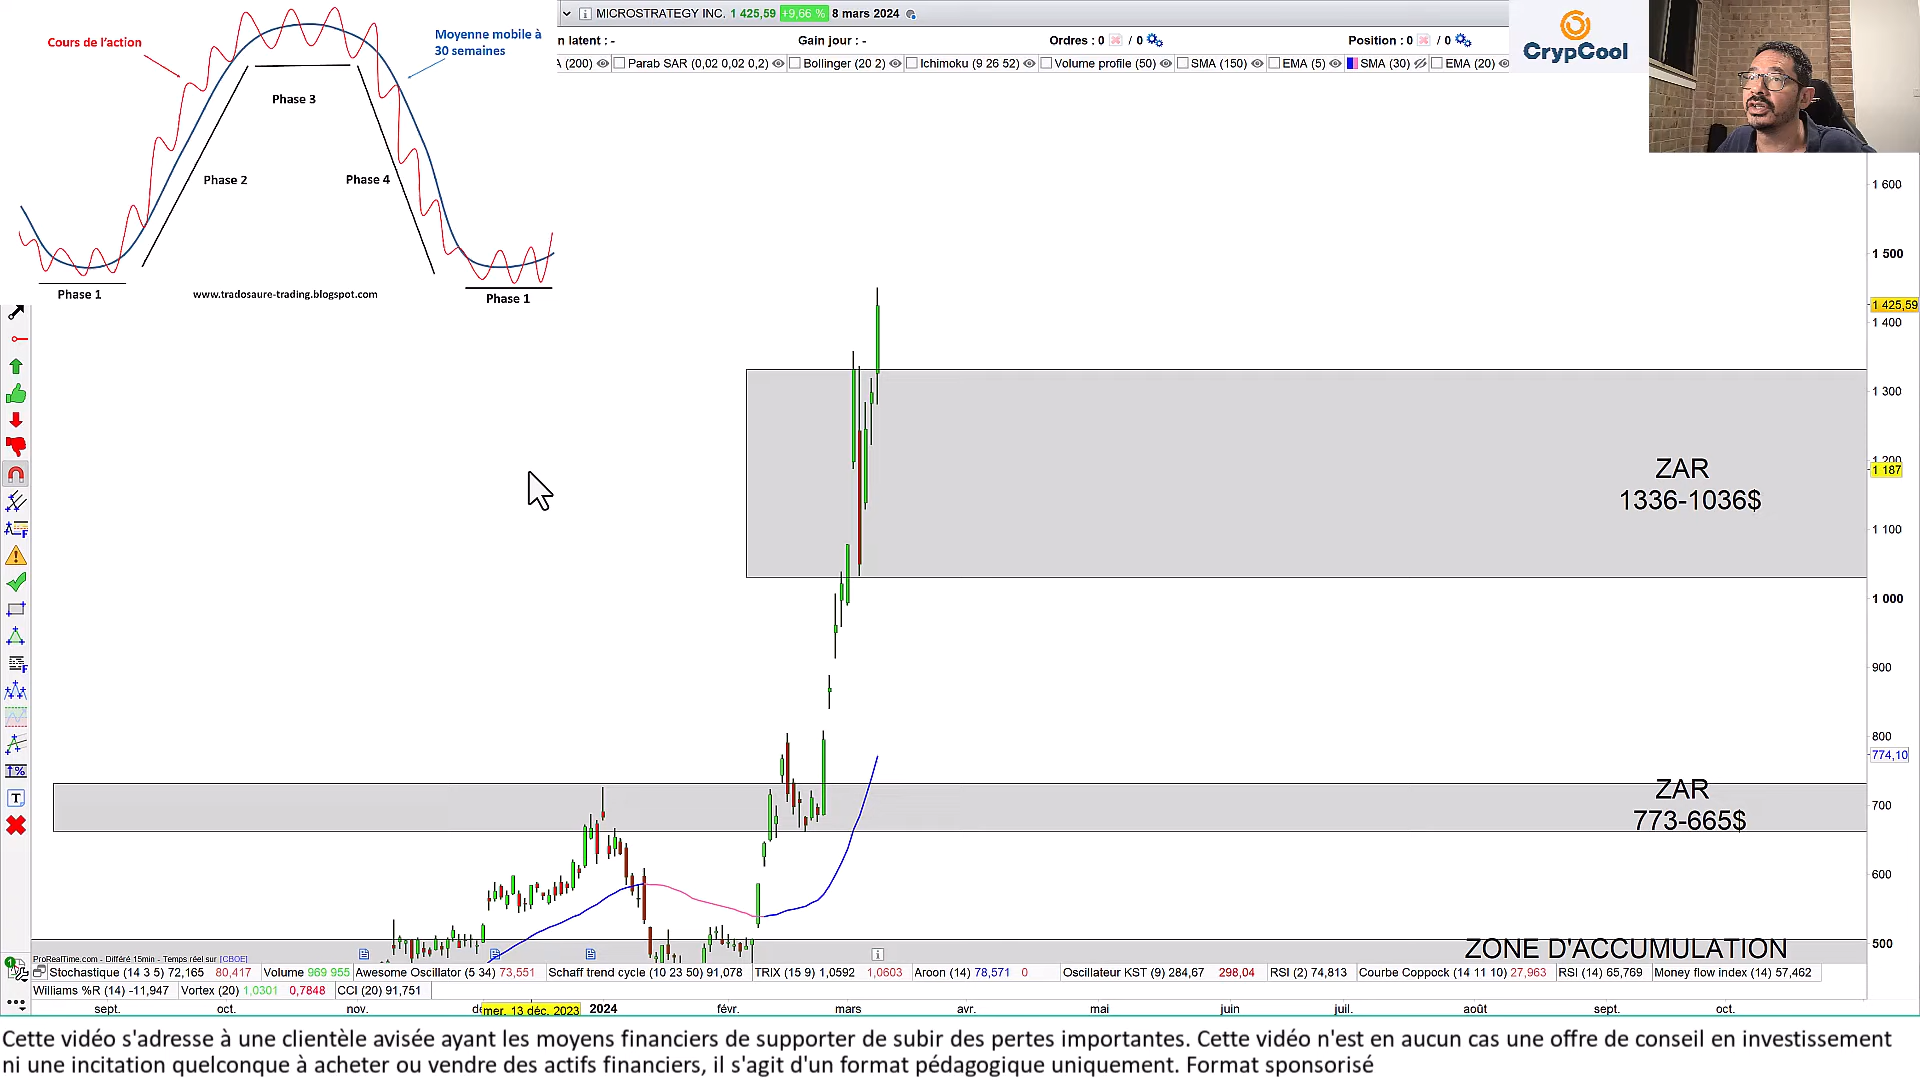 Cours de l'action
Moyenne mobile à
30 semaines
Phase 3
Phase 2
Phase 4
Phase 1
www.tradosaure-trading.blogspot.com
Phase 1
MICROSTRATEGY INC. 1 425,59 +9,66 % 8 mars 2024
n latent : -
Gain jour : -
Ordres : 0 / 0
Position : 0 / 0
A (200) Parab SAR (0,02 0,02 0,2) Bollinger (20 2) Ichimoku (9 26 52) Volume profile (50) SMA (150) EMA (5) SMA (30) EMA (20)
CrypCool
1 600
1 500
1 425,59
1 400
1 300
1 200
1 187
1 100
1 000
900
800
774,10
700
600
500
ZAR
1336-1036$
ZAR
773-665$
ZONE D'ACCUMULATION
ProRealTime.com - Différé 15min - Temps réel sur [CBOE]
Stochastique (14 3 5) 72,165 80,417 Volume 969 955 Awesome Oscillator (5 34) 73,551 Schaff trend cycle (10 23 50) 91,078 TRIX (15 9) 1,0592 1,0603 Aroon (14) 78,571 0 Oscillateur KST (9) 284,67 298,04 RSI (2) 74,813 Courbe Coppock (14 11 10) 27,963 RSI (14) 65,769 Money flow index (14) 57,462
Williams %R (14) -11,947 Vortex (20) 1,0301 0,7848 CCI (20) 91,751
sept. oct. nov. mer. 13 déc. 2023 2024 févr. mars avr. mai juin juil. août sept. oct.
Cette vidéo s'adresse à une clientèle avisée ayant les moyens financiers de supporter de subir des pertes importantes. Cette vidéo n'est en aucun cas une offre de conseil en investissement
ni une incitation quelconque à acheter ou vendre des actifs financiers, il s'agit d'un format pédagogique uniquement. Format sponsorisé